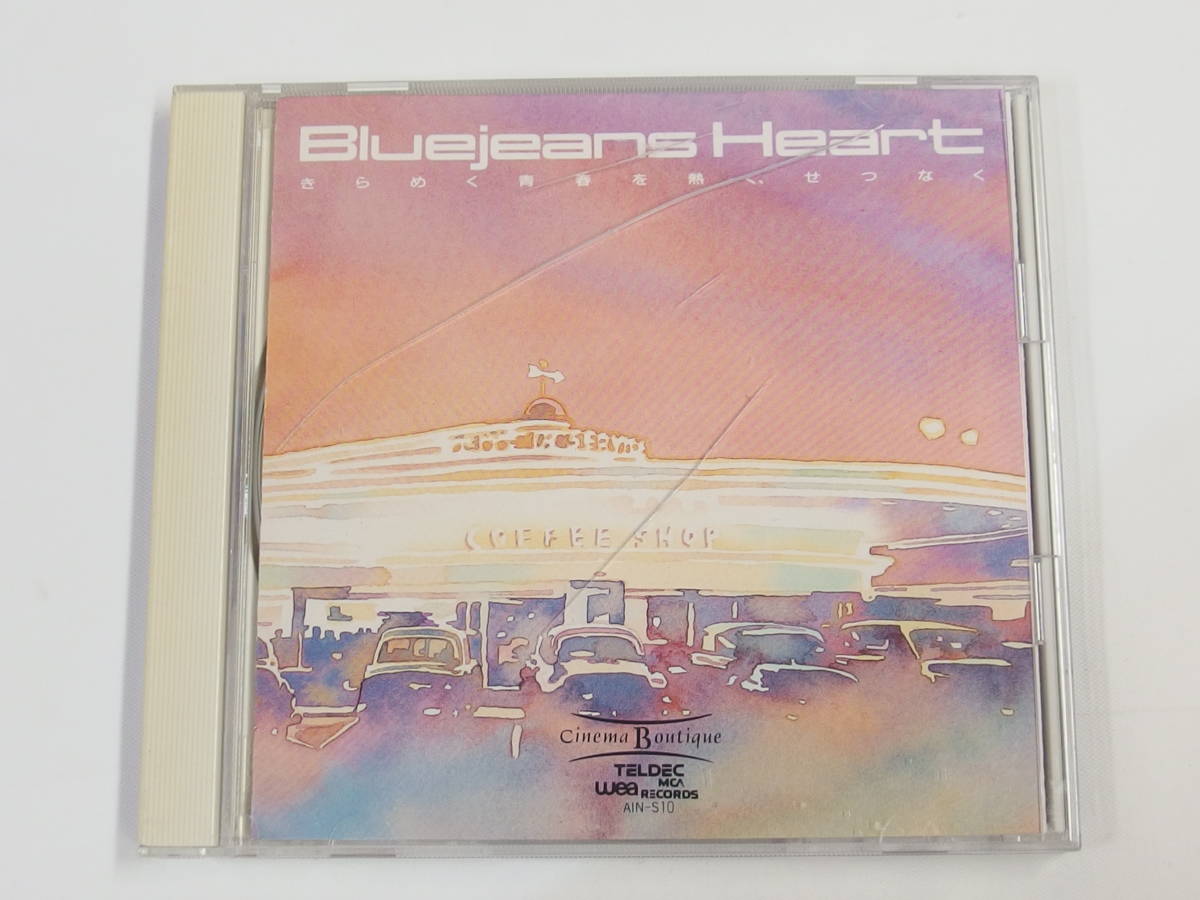 Bluejeans Heart
きらめく青春を熱く、せつなく
COFFEE SHOP
Cinema Boutique
TELDEC
MCA
wea RECORDS
AIN-S10